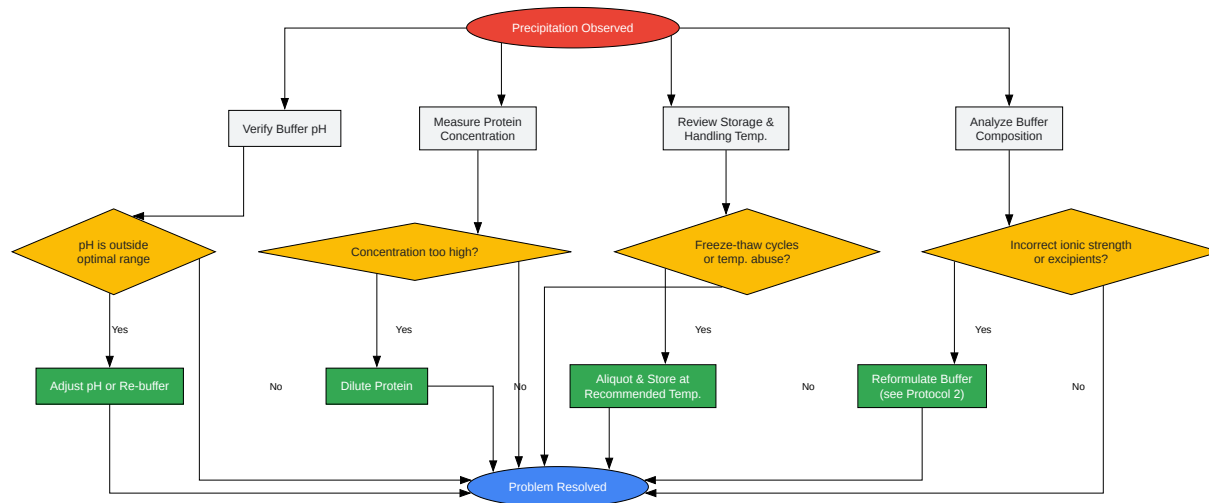 Precipitation Observed
Verify Buffer pH
Measure Protein
Concentration
Review Storage &
Handling Temp.
Analyze Buffer
Composition
pH is outside
optimal range
Concentration too high?
Freeze-thaw cycles
or temp. abuse?
Incorrect ionic strength
or excipients?
Yes
Yes
Yes
Yes
Adjust pH or Re-buffer
No
Dilute Protein
No
Aliquot & Store at
Recommended Temp.
No
Reformulate Buffer
(see Protocol 2)
No
Problem Resolved